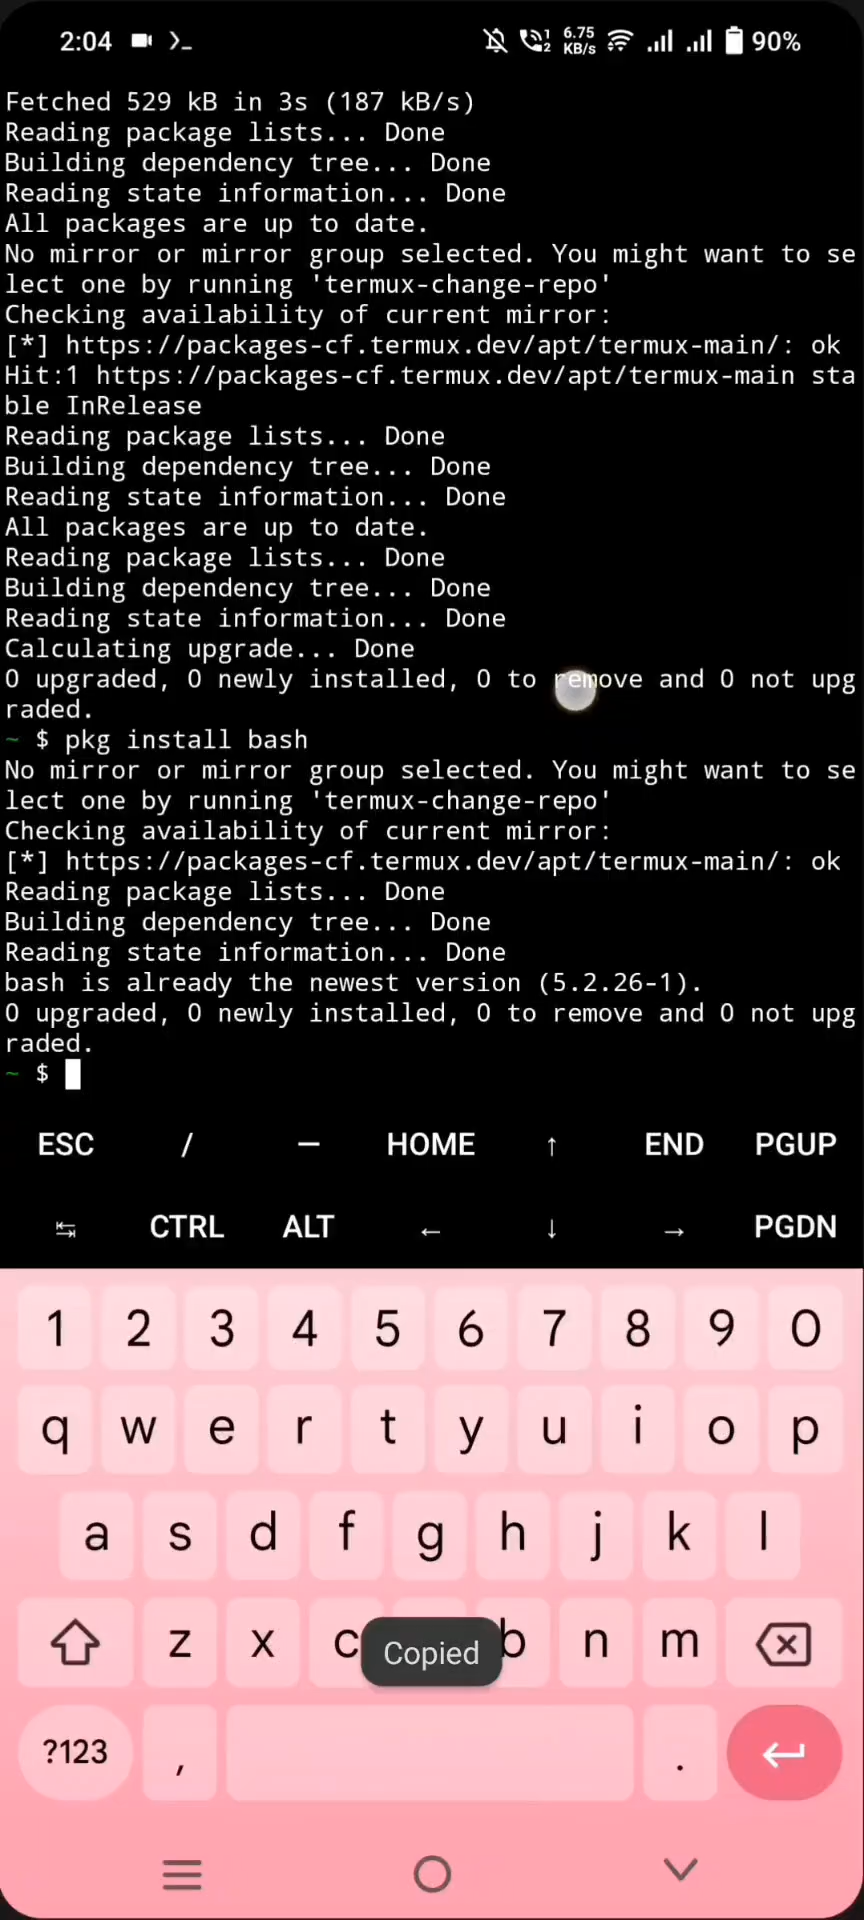 2:04 6.75 KB/s 90%
Fetched 529 kB in 3s (187 kB/s)
Reading package lists... Done
Building dependency tree... Done
Reading state information... Done
All packages are up to date.
No mirror or mirror group selected. You might want to se
lect one by running 'termux-change-repo'
Checking availability of current mirror:
[*] https://packages-cf.termux.dev/apt/termux-main/: ok
Hit:1 https://packages-cf.termux.dev/apt/termux-main sta
ble InRelease
Reading package lists... Done
Building dependency tree... Done
Reading state information... Done
All packages are up to date.
Reading package lists... Done
Building dependency tree... Done
Reading state information... Done
Calculating upgrade... Done
0 upgraded, 0 newly installed, 0 to remove and 0 not upg
raded.
~ $ pkg install bash
No mirror or mirror group selected. You might want to se
lect one by running 'termux-change-repo'
Checking availability of current mirror:
[*] https://packages-cf.termux.dev/apt/termux-main/: ok
Reading package lists... Done
Building dependency tree... Done
Reading state information... Done
bash is already the newest version (5.2.26-1).
0 upgraded, 0 newly installed, 0 to remove and 0 not upg
raded.
~ $
ESC / — HOME ↑ END PGUP
↹ CTRL ALT ← ↓ → PGDN
1 2 3 4 5 6 7 8 9 0
q w e r t y u i o p
a s d f g h j k l
z x c b n m
Copied
?123 , .